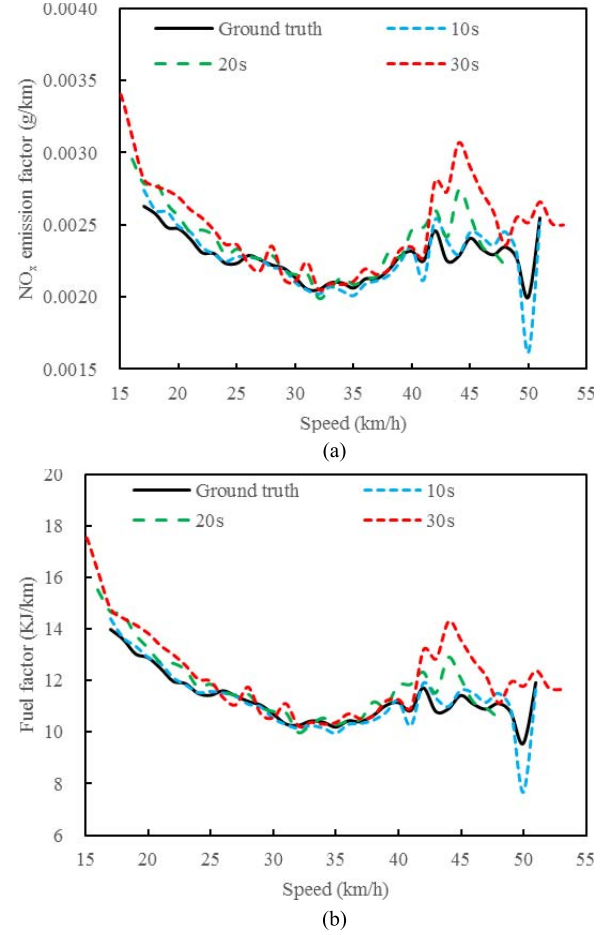 0.0040
Ground truth 10s
20s 30s
0.0035
0.0030
0.0025
0.0020
0.0015
NOx emission factor (g/km)
15 20 25 30 35 40 45 50 55
Speed (km/h)
(a)
20
Ground truth 10s
20s 30s
18
16
14
12
10
8
6
Fuel factor (KJ/km)
15 20 25 30 35 40 45 50 55
Speed (km/h)
(b)